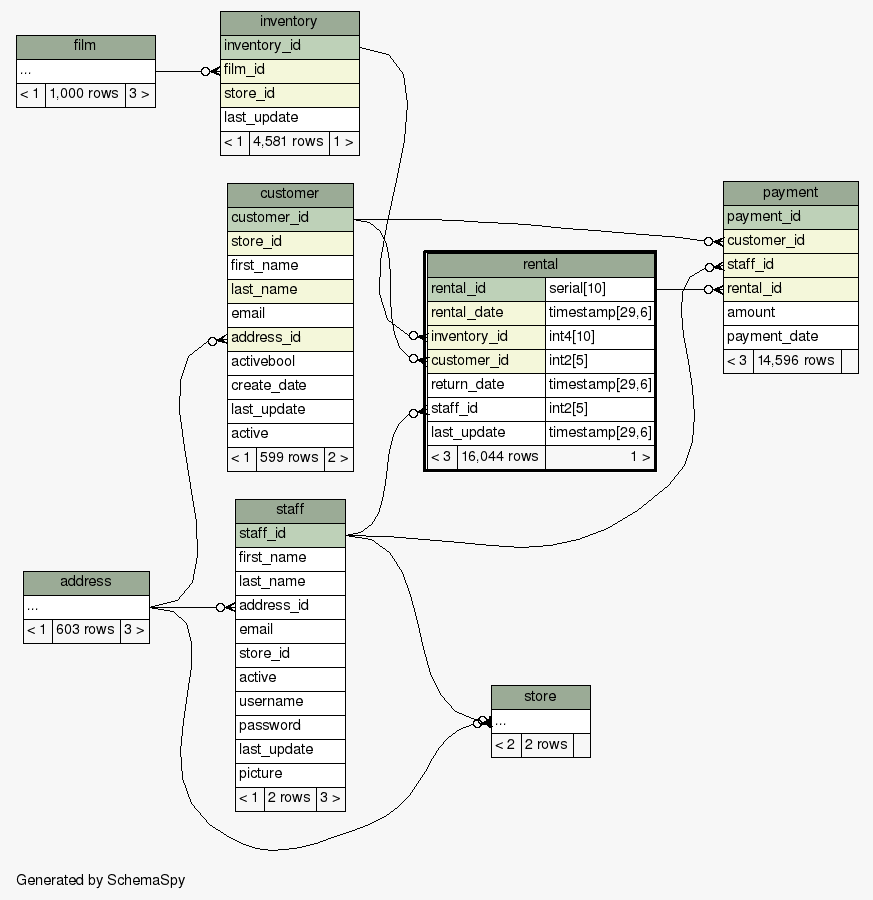 film
...
< 1 1,000 rows 3 >
inventory
inventory_id
film_id
store_id
last_update
< 1 4,581 rows 1 >
customer
customer_id
store_id
first_name
last_name
email
address_id
activebool
create_date
last_update
active
< 1 599 rows 2 >
rental
rental_id serial[10]
rental_date timestamp[29,6]
inventory_id int4[10]
customer_id int2[5]
return_date timestamp[29,6]
staff_id int2[5]
last_update timestamp[29,6]
< 3 16,044 rows 1 >
payment
payment_id
customer_id
staff_id
rental_id
amount
payment_date
< 3 14,596 rows
staff
staff_id
first_name
last_name
address_id
email
store_id
active
username
password
last_update
picture
< 1 2 rows 3 >
address
...
< 1 603 rows 3 >
store
...
< 2 2 rows
Generated by SchemaSpy